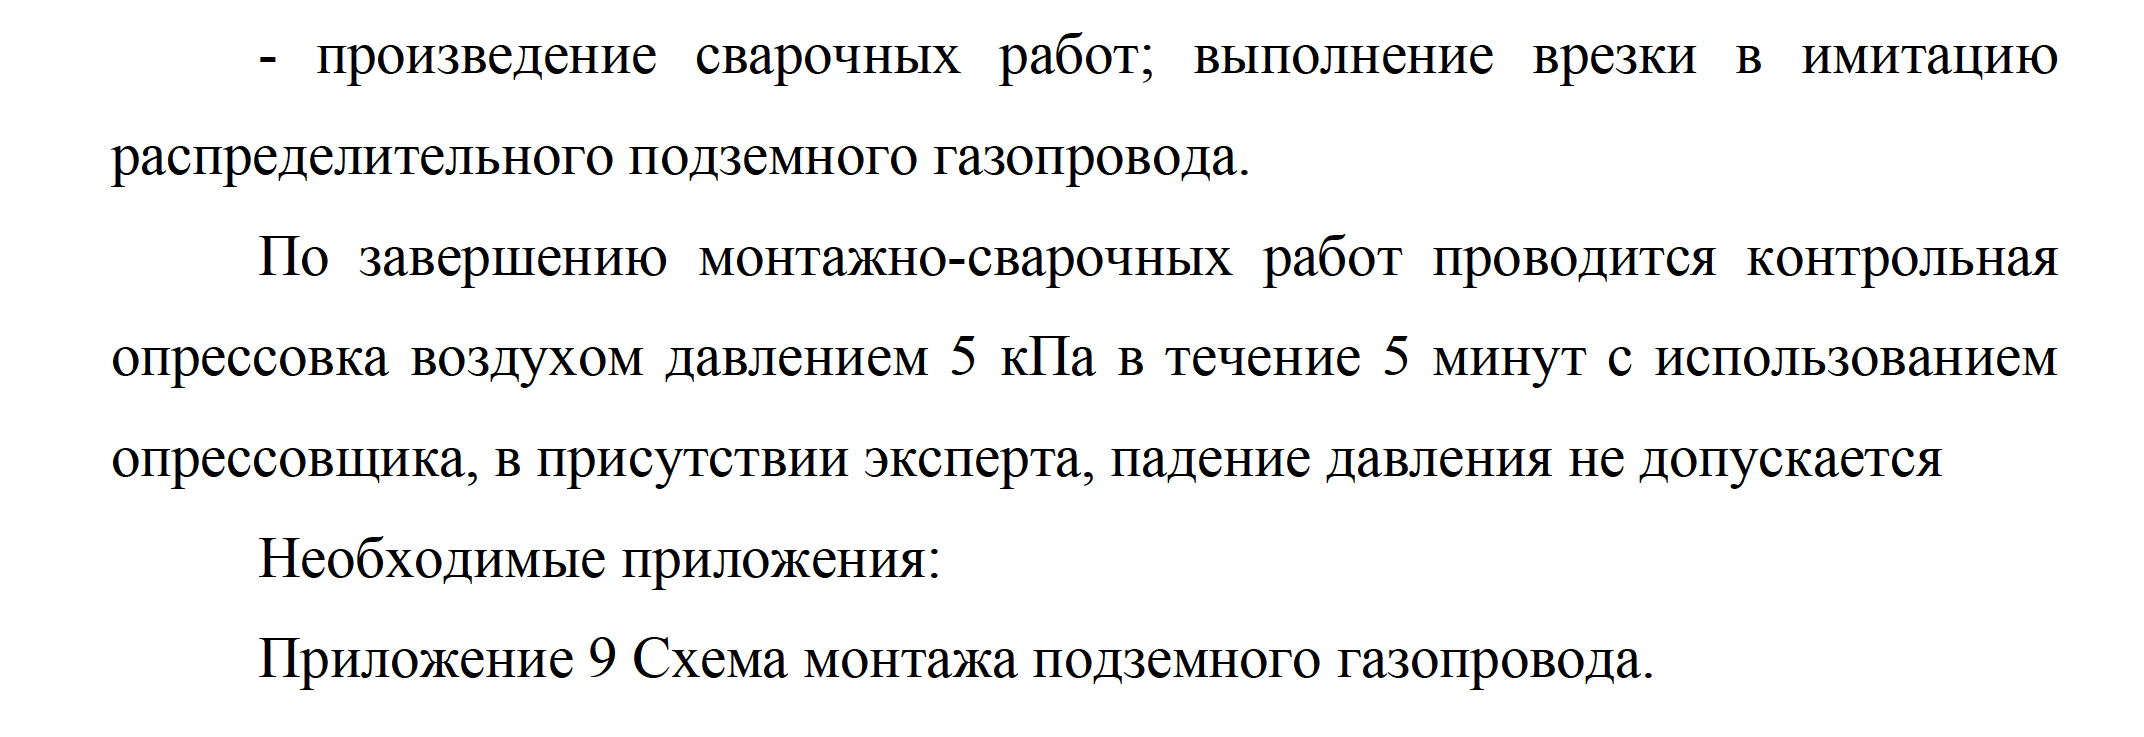 - произведение сварочных работ; выполнение врезки в имитацию
распределительного подземного газопровода.
По завершению монтажно-сварочных работ проводится контрольная
опрессовка воздухом давлением 5 кПа в течение 5 минут с использованием
опрессовщика, в присутствии эксперта, падение давления не допускается
Необходимые приложения:
Приложение 9 Схема монтажа подземного газопровода.